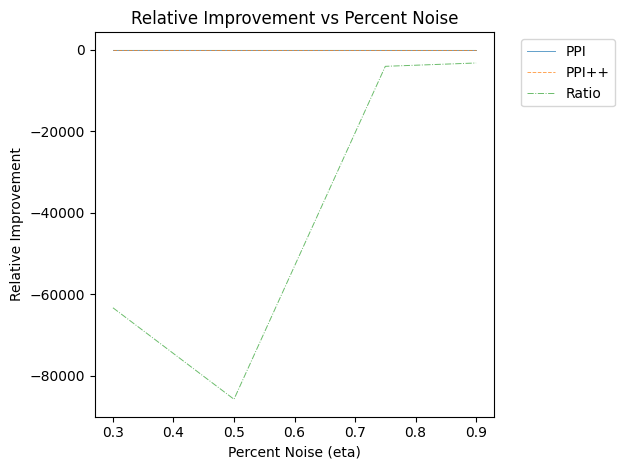 Relative Improvement vs Percent Noise
PPI
PPI++
Ratio
0
−20000
−40000
−60000
−80000
Relative Improvement
0.3 0.4 0.5 0.6 0.7 0.8 0.9
Percent Noise (eta)